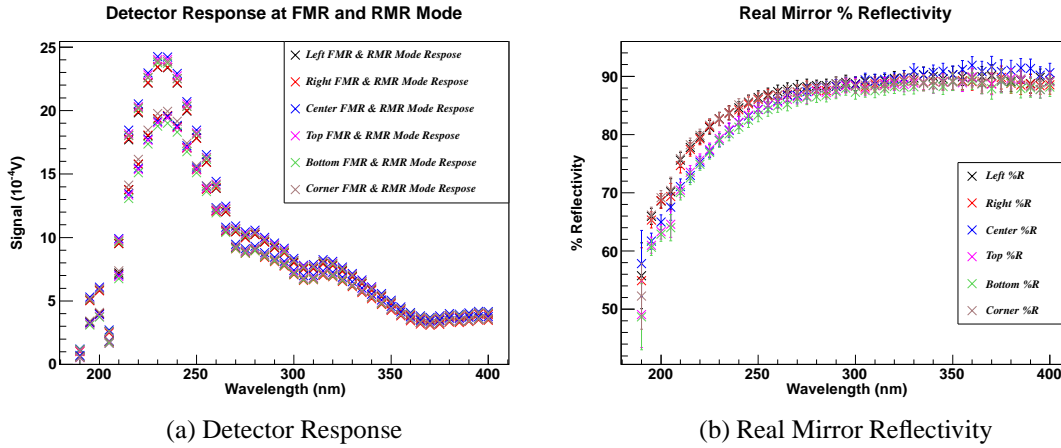 Detector Response at FMR and RMR Mode
Signal (10⁻⁴V)
25
20
15
10
5
0
Left FMR & RMR Mode Respose
Right FMR & RMR Mode Respose
Center FMR & RMR Mode Respose
Top FMR & RMR Mode Respose
Bottom FMR & RMR Mode Respose
Corner FMR & RMR Mode Respose
200 250 300 350 400
Wavelength (nm)
(a) Detector Response
Real Mirror % Reflectivity
% Reflectivity
90
80
70
60
50
Left %R
Right %R
Center %R
Top %R
Bottom %R
Corner %R
200 250 300 350 400
Wavelength (nm)
(b) Real Mirror Reflectivity